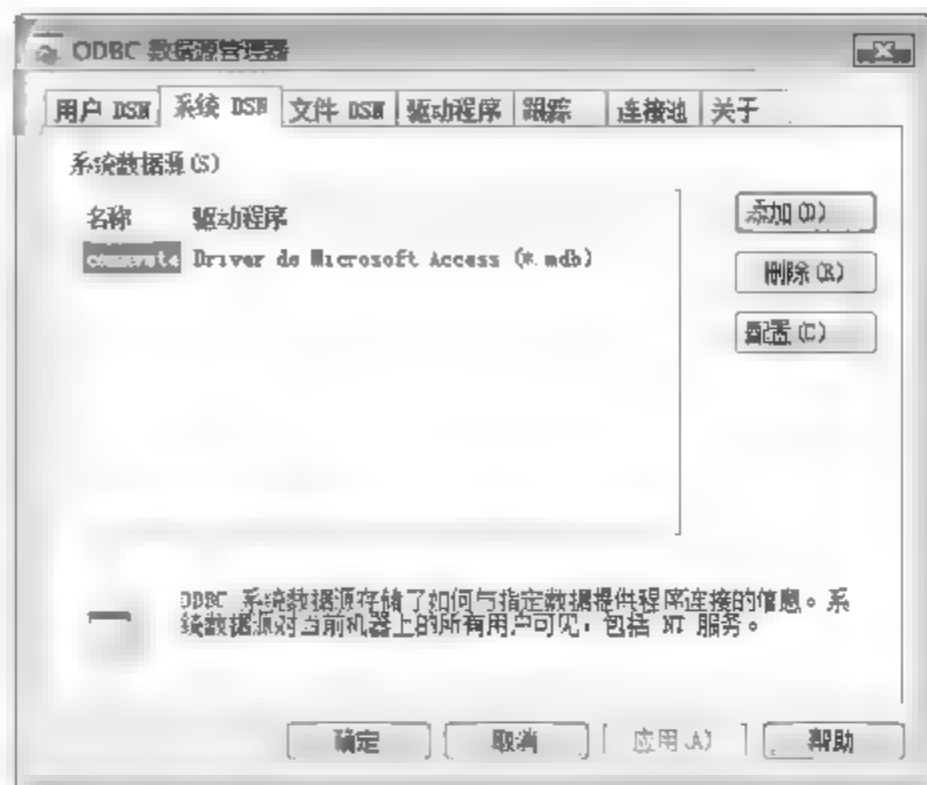 ODBC 数据源管理器
用户 DSN 系统 DSN 文件 DSN 驱动程序 跟踪 连接池 关于
系统数据源(S)
名称 驱动程序
Driver do Microsoft Access (*.mdb)
添加(D)
删除(R)
配置(C)
ODBC 系统数据源存储了如何与指定数据提供程序连接的信息。系
统数据源对当前机器上的所有用户可见，包括 NT 服务。
确定 取消 应用(A) 帮助